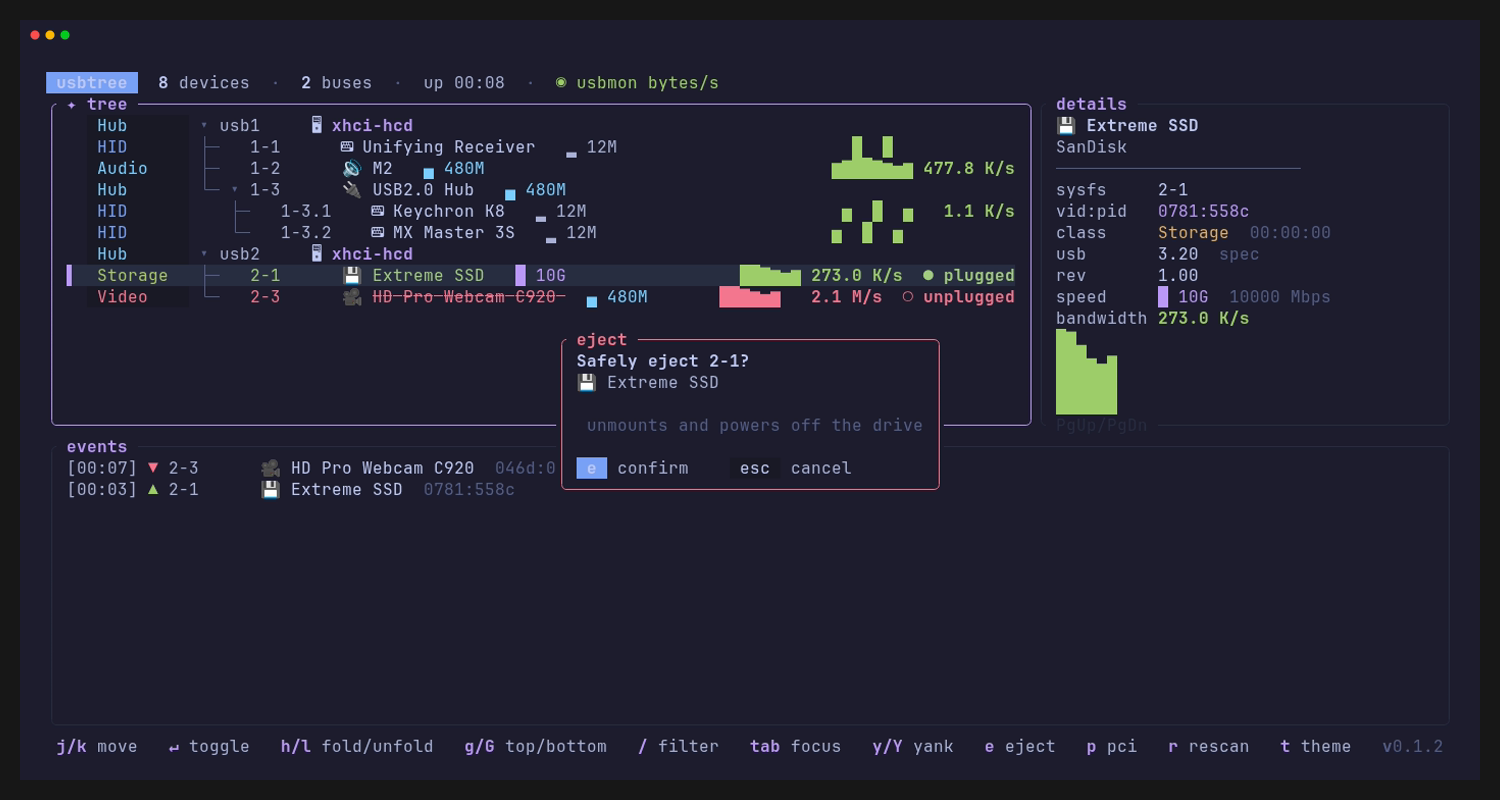 usbtree 8 devices · 2 buses · up 00:08 · ◉ usbmon bytes/s
✦ tree
Hub ▾ usb1 xhci-hcd
HID 1-1 Unifying Receiver 12M
Audio 1-2 M2 480M 477.8 K/s
Hub ▾ 1-3 USB2.0 Hub 480M
HID 1-3.1 Keychron K8 12M 1.1 K/s
HID 1-3.2 MX Master 3S 12M
Hub ▾ usb2 xhci-hcd
Storage 2-1 Extreme SSD 10G 273.0 K/s ● plugged
Video 2-3 HD Pro Webcam C920 480M 2.1 M/s ○ unplugged
details
Extreme SSD
SanDisk
sysfs 2-1
vid:pid 0781:558c
class Storage 00:00:00
usb 3.20 spec
rev 1.00
speed 10G 10000 Mbps
bandwidth 273.0 K/s
PgUp/PgDn
eject
Safely eject 2-1?
Extreme SSD
unmounts and powers off the drive
e confirm esc cancel
events
[00:07] ▼ 2-3 HD Pro Webcam C920 046d:0
[00:03] ▲ 2-1 Extreme SSD 0781:558c
j/k move ↵ toggle h/l fold/unfold g/G top/bottom / filter tab focus y/Y yank e eject p pci r rescan t theme v0.1.2